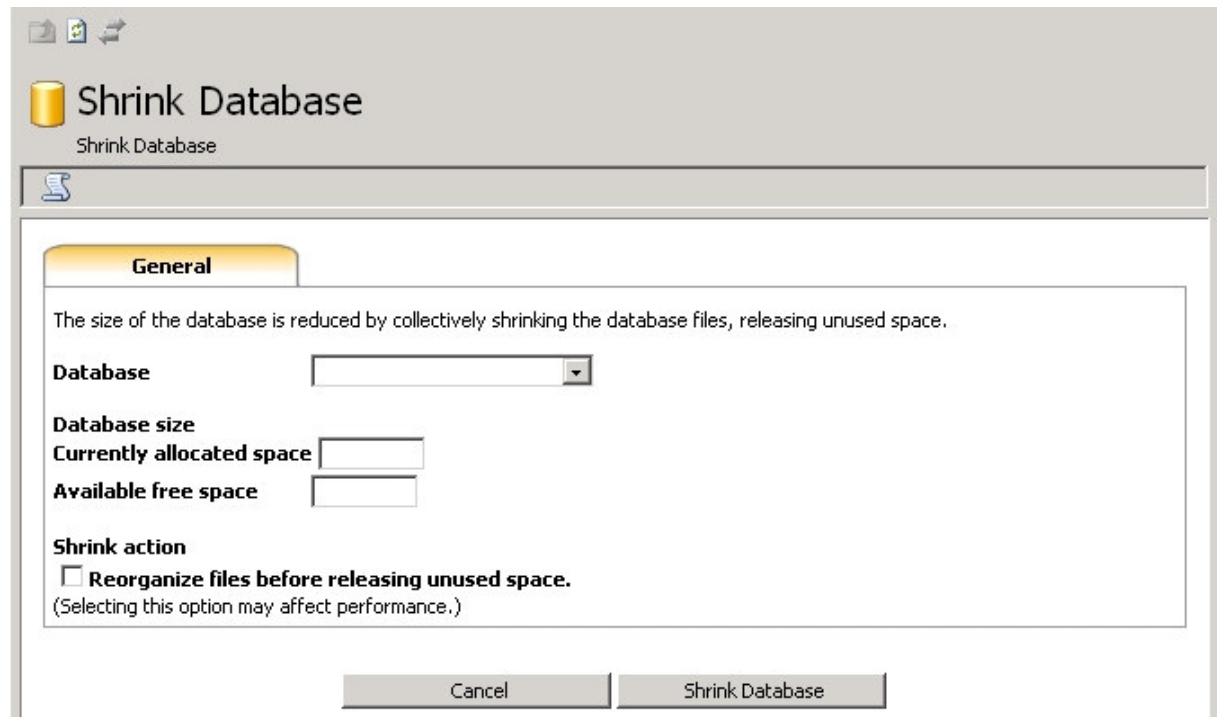 Shrink Database
Shrink Database
General
The size of the database is reduced by collectively shrinking the database files, releasing unused space.
Database
Database size
Currently allocated space
Available free space
Shrink action
Reorganize files before releasing unused space.
(Selecting this option may affect performance.)
Cancel Shrink Database